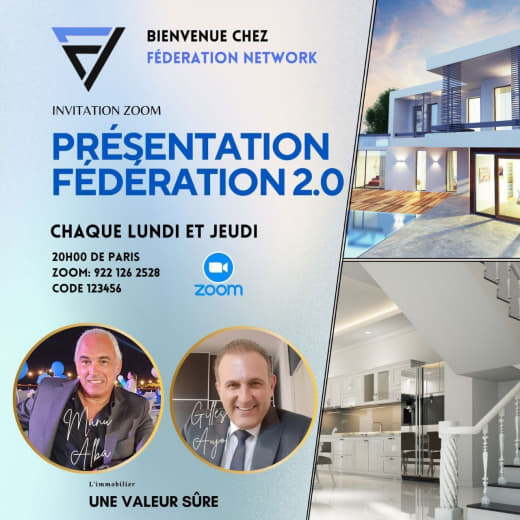 BIENVENUE CHEZ
FÉDERATION NETWORK
INVITATION ZOOM
PRÉSENTATION
FÉDÉRATION 2.0
CHAQUE LUNDI ET JEUDI
20H00 DE PARIS
ZOOM: 922 126 2528
CODE 123456
zoom
Manu
Alba
Gilles
L'immobilier
UNE VALEUR SÛRE